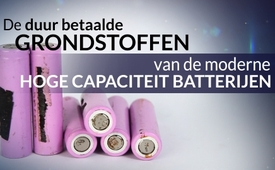 De duur betaalde
GRONDSTOFFEN
van de moderne
HOGE CAPACITEIT BATTERIJEN